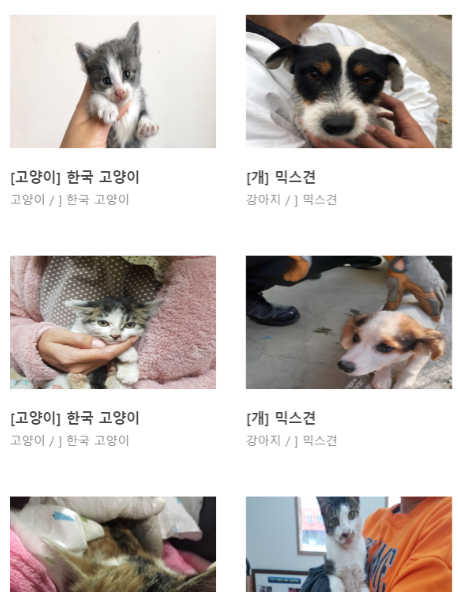 [고양이] 한국 고양이
고양이 / ] 한국 고양이
[개] 믹스견
강아지 / ] 믹스견
[고양이] 한국 고양이
고양이 / ] 한국 고양이
[개] 믹스견
강아지 / ] 믹스견